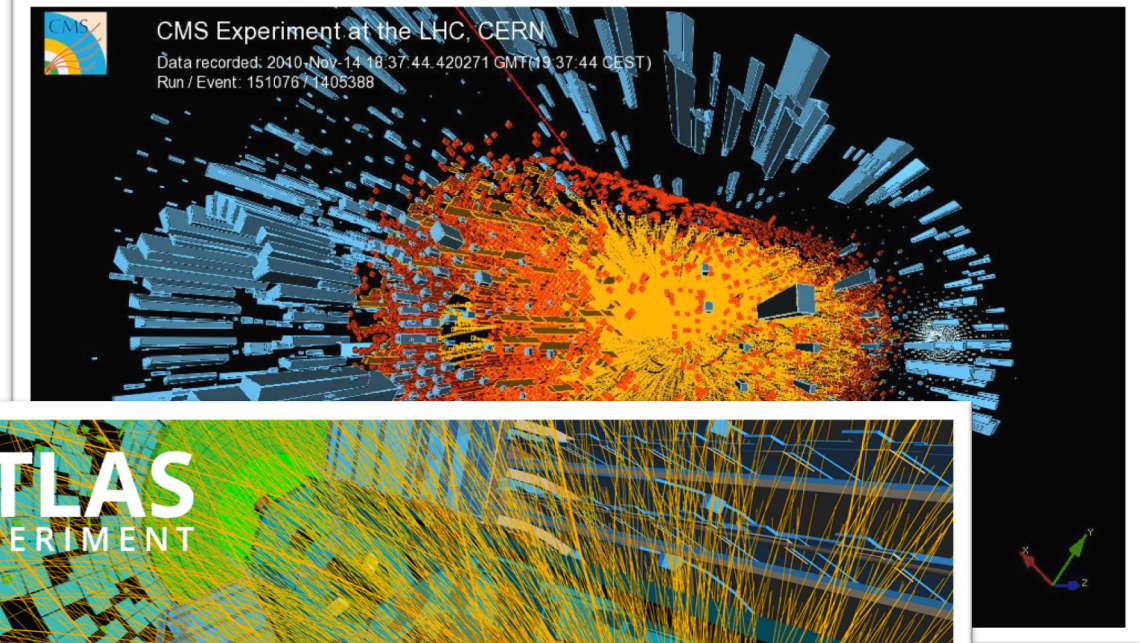 CMS
CMS Experiment at the LHC, CERN
Data recorded: 2010-Nov-14 18:37:44.420271 GMT(19:37:44 CEST)
Run / Event: 151076 / 1405388
TLAS
ERIMENT
Y
X
Z